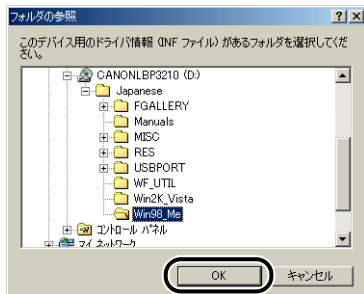 フォルダの参照
このデバイス用のドライバ情報 (INF ファイル) があるフォルダを選択してくだ
さい。
CANONLBP3210 (D:)
Japanese
FGALLERY
Manuals
MISC
RES
USBPORT
WF_UTIL
Win2K_Vista
Win98_Me
コントロール パネル
マイ ネットワーク
OK
キャンセル